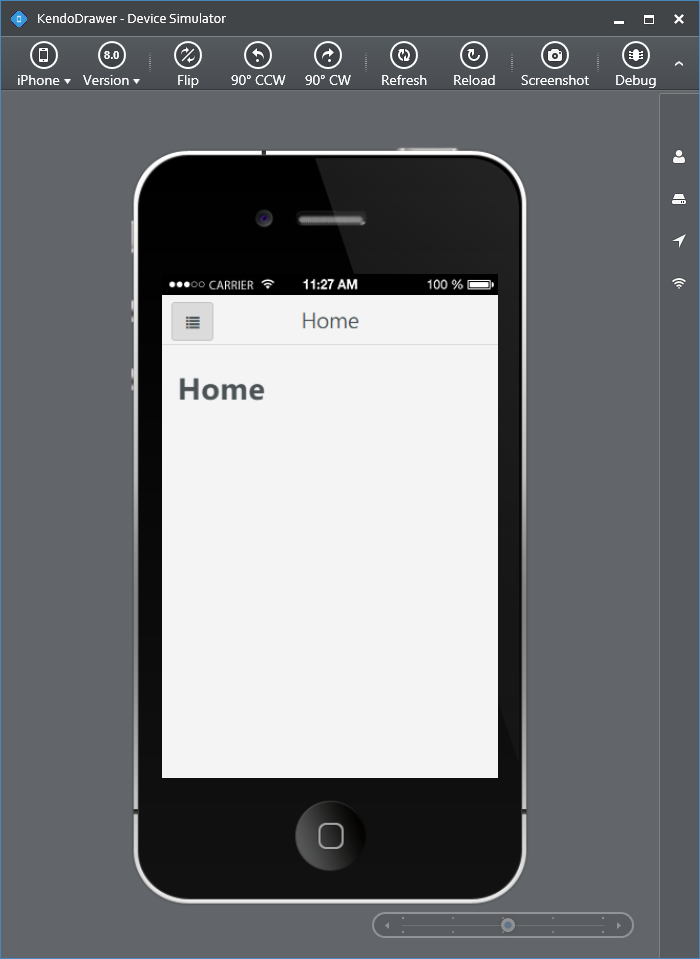 KendoDrawer - Device Simulator
8.0
iPhone Version Flip 90° CCW 90° CW Refresh Reload Screenshot Debug
CARRIER 11:27 AM 100 %
Home
Home